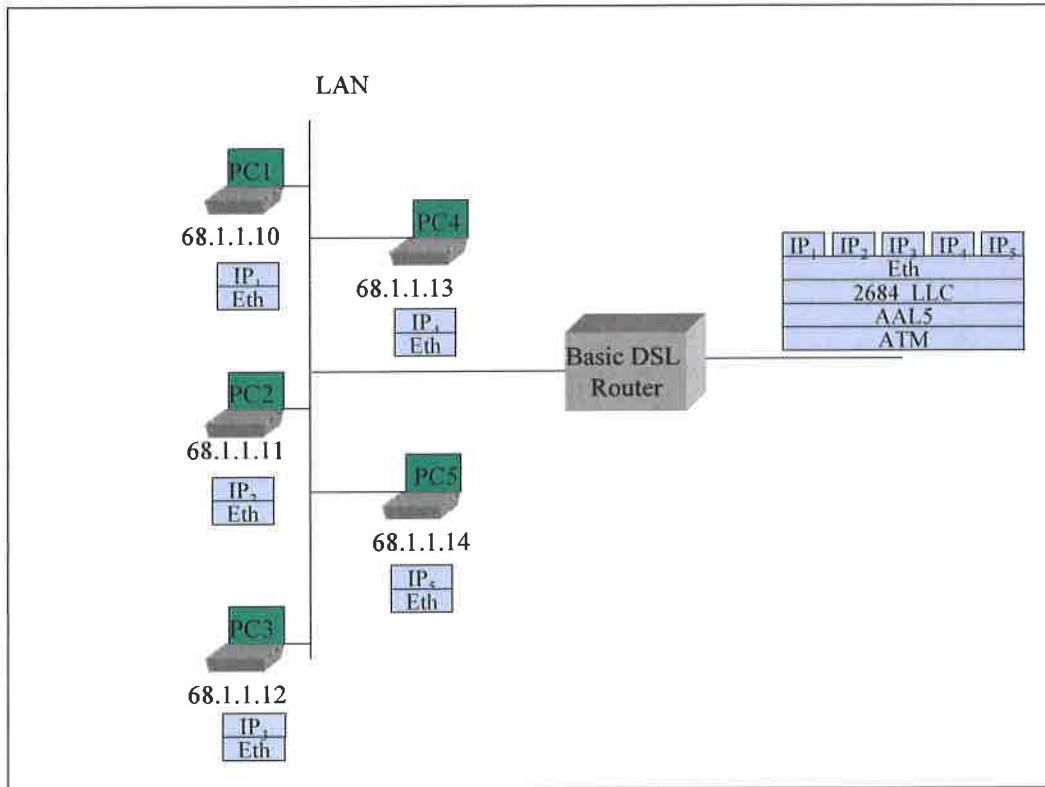 LAN
PC1
68.1.1.10
IP1
Eth
PC4
68.1.1.13
IP4
Eth
IP1 IP2 IP3 IP4 IP5
Eth
2684 LLC
AAL5
ATM
Basic DSL
Router
PC2
68.1.1.11
IP2
Eth
PC5
68.1.1.14
IP5
Eth
PC3
68.1.1.12
IP3
Eth